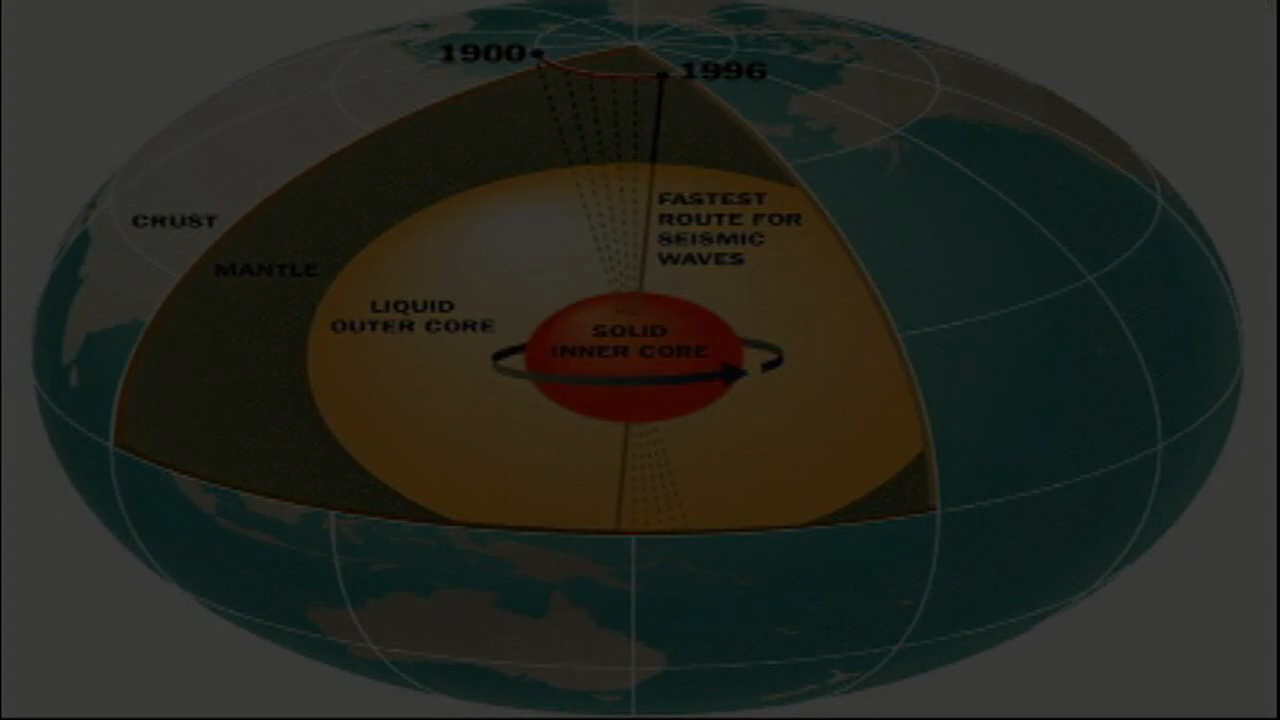 1900
1996
FASTEST
ROUTE FOR
SEISMIC
WAVES
CRUST
MANTLE
LIQUID
OUTER CORE
SOLID
INNER CORE